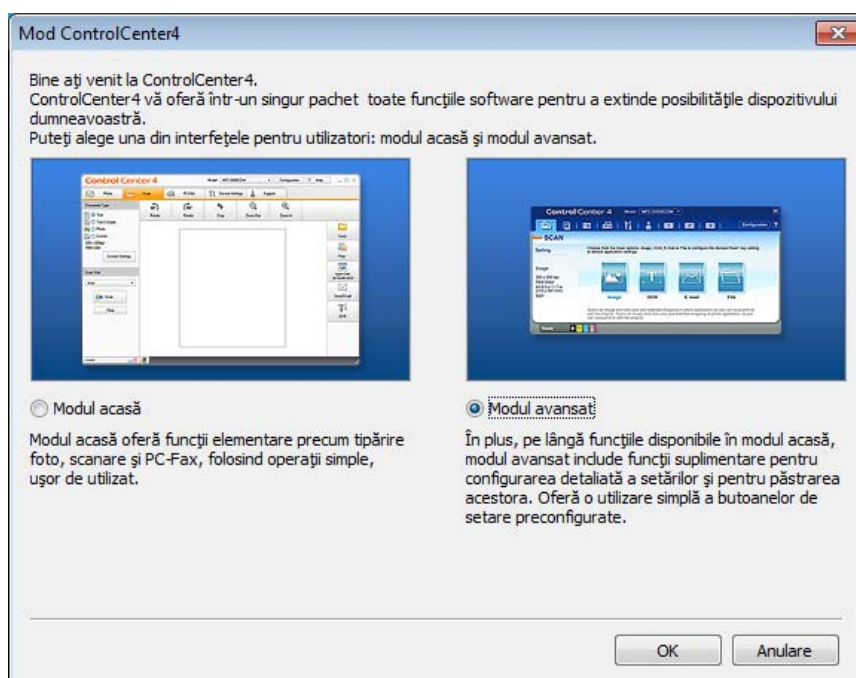 Mod ControlCenter4
Bine aţi venit la ControlCenter4.
ControlCenter4 vă oferă într-un singur pachet toate funcţiile software pentru a extinde posibilităţile dispozitivului
dumneavoastră.
Puteţi alege una din interfeţele pentru utilizatori: modul acasă şi modul avansat.
Control Center 4
Control Center 4
SCAN
Modul acasă
Modul acasă oferă funcţii elementare precum tipărire
foto, scanare şi PC-Fax, folosind operaţii simple,
uşor de utilizat.
Modul avansat
În plus, pe lângă funcţiile disponibile în modul acasă,
modul avansat include funcţii suplimentare pentru
configurarea detaliată a setărilor şi pentru păstrarea
acestora. Oferă o utilizare simplă a butoanelor de
setare preconfigurate.
OK
Anulare